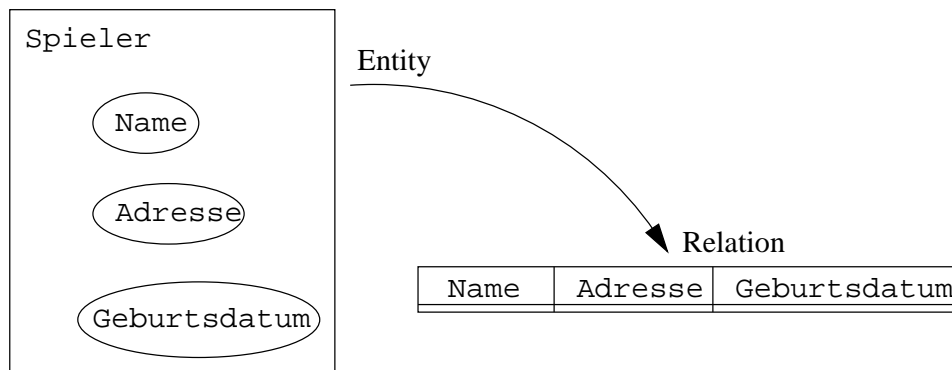 Spieler
Entity
Name
Adresse
Relation
Name Adresse Geburtsdatum
Geburtsdatum